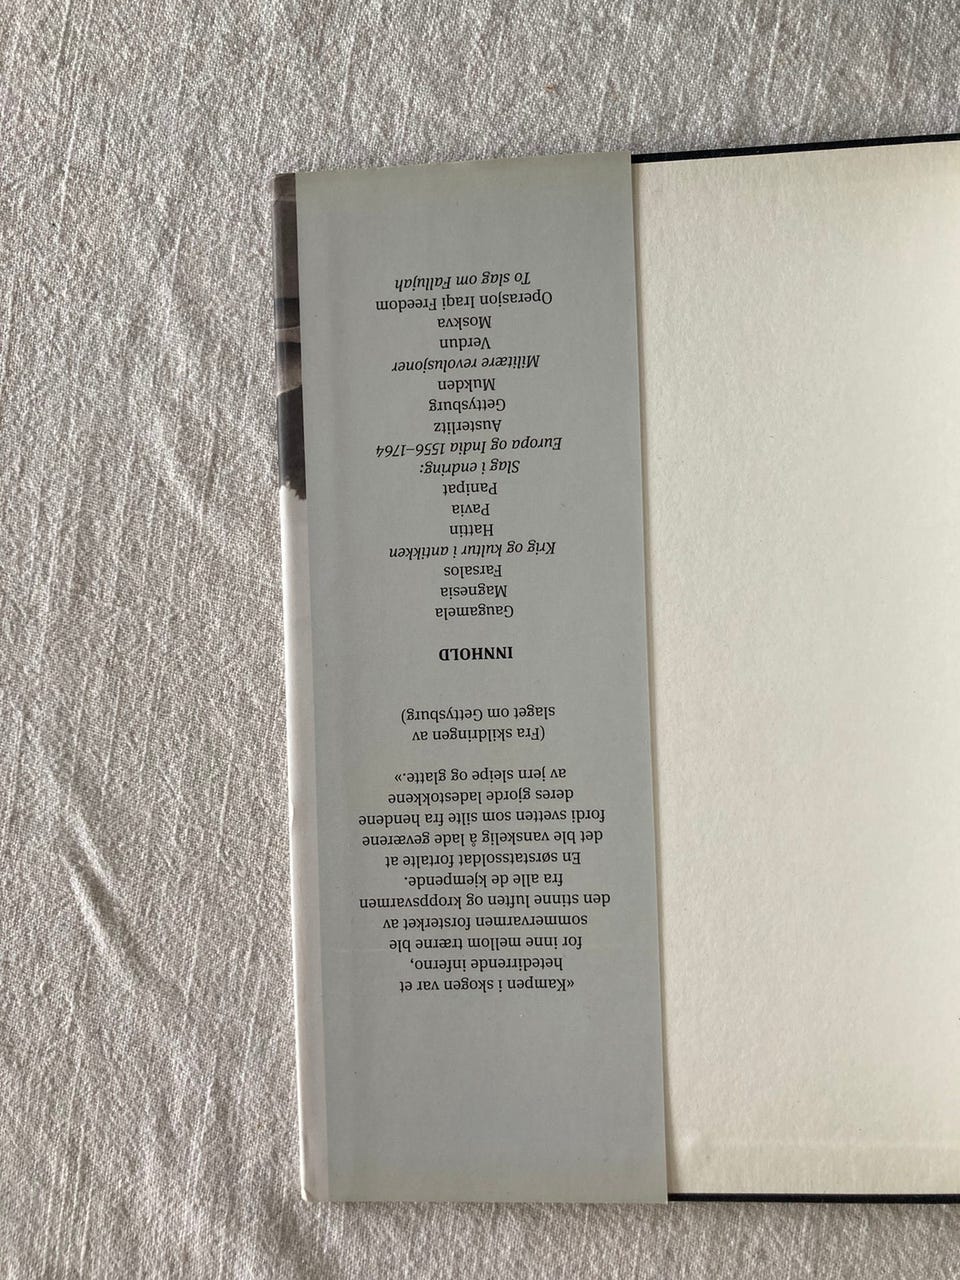 «Kampen i skogen var et
hetedirrende inferno,
for inne mellom trærne ble
sommervarmen forsterket av
den stinne luften og kroppsvarmen
fra alle de kjempende.
En sørstatssoldat fortalte at
det ble vanskelig å lade geværene
fordi svetten som silte fra hendene
deres gjorde ladestokkene
av jern sleipe og glatte.»
(Fra skildringen av
slaget om Gettysburg)
INNHOLD
Gaugamela
Magnesia
Farsalos
Krig og kultur i antikken
Hattin
Pavia
Panipat
Slag i endring:
Europa og India 1556–1764
Austerlitz
Gettysburg
Mukden
Militære revolusjoner
Verdun
Moskva
Operasjon Iraqi Freedom
To slag om Fallujah